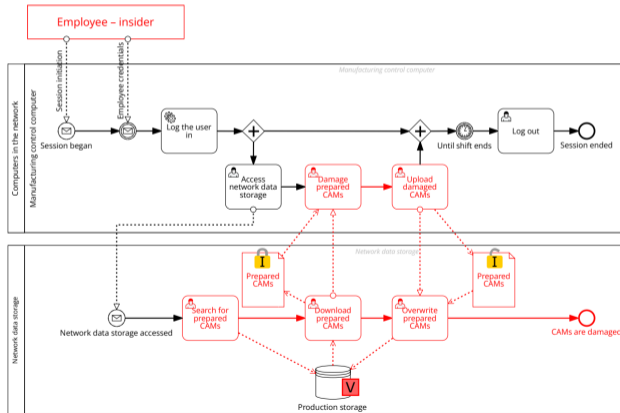 Employee – insider
Session initiation
Employee credentials
Manufacturing control computer
Computers in the network
Manufacturing control computer
Session began
Log the user
in
Until shift ends
Log out
Session ended
Access
network data
storage
Damage
prepared
CAMs
Upload
damaged
CAMs
Network data storage
Network data storage
I
Prepared
CAMs
I
Prepared
CAMs
Network data storage accessed
Search for
prepared
CAMs
Download
prepared
CAMs
Overwrite
prepared
CAMs
CAMs are damaged
V
Production storage